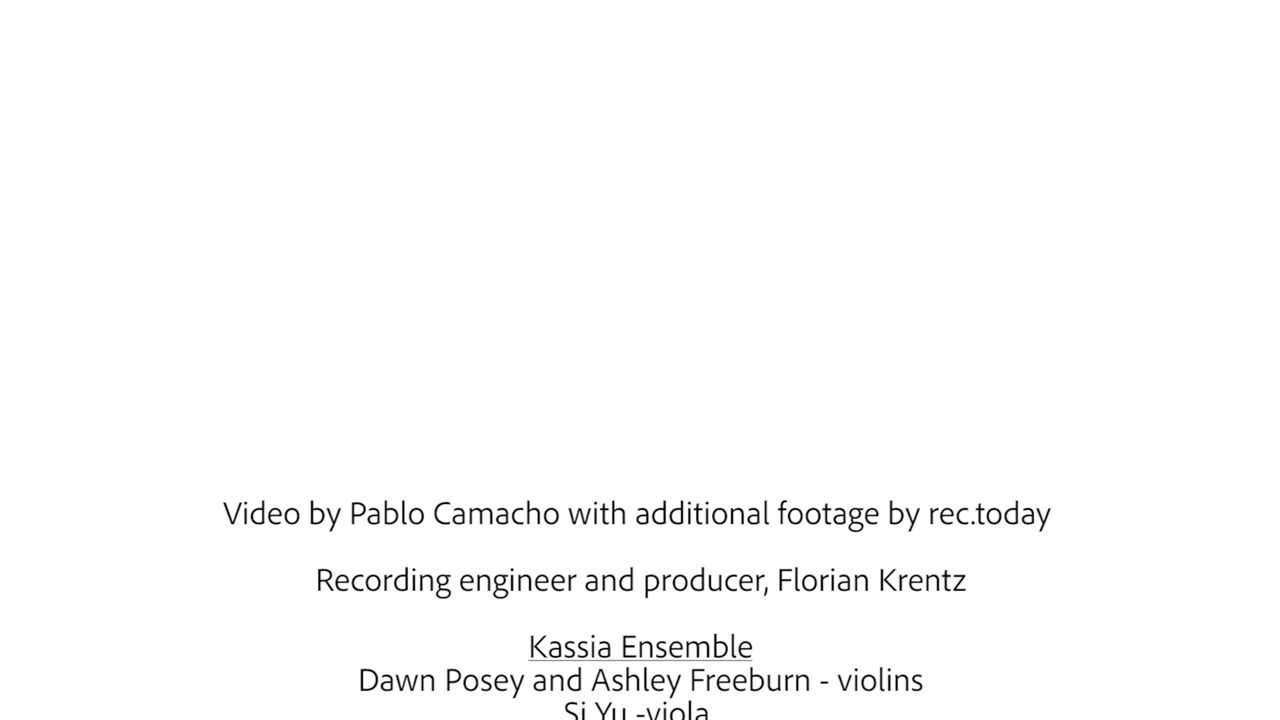 Video by Pablo Camacho with additional footage by rec.today
Recording engineer and producer, Florian Krentz
Kassia Ensemble
Dawn Posey and Ashley Freeburn - violins
Si Yu -viola